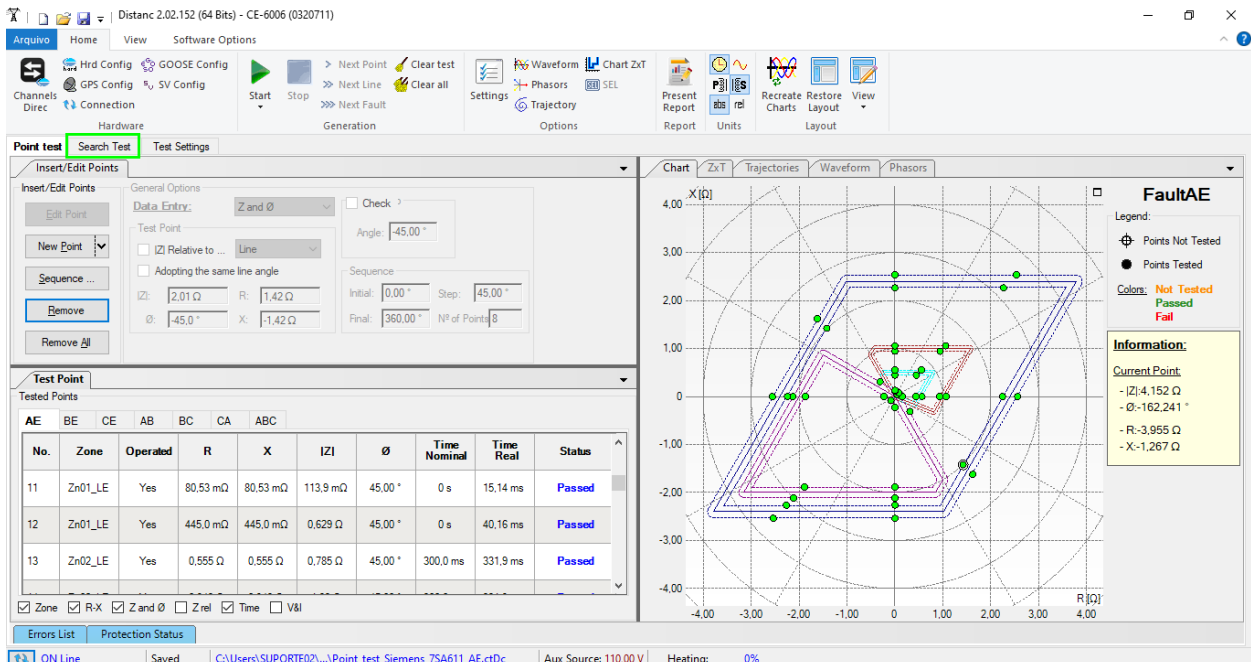 Distanc 2.02.152 (64 Bits) - CE-6006 (0320711)
Arquivo Home View Software Options
Channels Direc
Hrd Config GOOSE Config
GPS Config SV Config
Connection
Hardware
Start Stop
Next Point Clear test
Next Line Clear all
Next Fault
Generation
Settings
Waveform Chart ZxT
Phasors SEL
Trajectory
Options
Present Report
Report
abs rel
Units
Recreate Charts Restore Layout View
Layout
Point test Search Test Test Settings
Insert/Edit Points
Insert/Edit Points
Edit Point
New Point
Sequence ...
Remove
Remove All
General Options
Data Entry: Z and Ø
Test Point
|Z| Relative to ... Line
Adopting the same line angle
|Z|: 2,01 Ω R: 1,42 Ω
Ø: -45,0 ° X: -1,42 Ω
Check
Angle: -45,00 °
Sequence
Initial: 0,00 ° Step: 45,00 °
Final: 360,00 ° Nº of Points 8
Test Point
Tested Points
AE BE CE AB BC CA ABC
No. Zone Operated R X |Z| Ø Time Nominal Time Real Status
11 Zn01_LE Yes 80,53 mΩ 80,53 mΩ 113,9 mΩ 45,00 ° 0 s 15,14 ms Passed
12 Zn01_LE Yes 445,0 mΩ 445,0 mΩ 0,629 Ω 45,00 ° 0 s 40,16 ms Passed
13 Zn02_LE Yes 0,555 Ω 0,555 Ω 0,785 Ω 45,00 ° 300,0 ms 331,9 ms Passed
Zone R-X Z and Ø Z rel Time V&I
Errors List Protection Status
ON Line Saved C:\Users\SUPORTE02\...\Point test Siemens 7SA611 AE.ctDc Aux Source: 110,00 V Heating: 0%
Chart ZxT Trajectories Waveform Phasors
X [Ω]
4,00
3,00
2,00
1,00
0
-1,00
-2,00
-3,00
-4,00
R [Ω]
-4,00 -3,00 -2,00 -1,00 0 1,00 2,00 3,00 4,00
FaultAE
Legend:
Points Not Tested
Points Tested
Colors: Not Tested
Passed
Fail
Information:
Current Point:
- |Z|:4,152 Ω
- Ø:-162,241 °
- R:-3,955 Ω
- X:-1,267 Ω